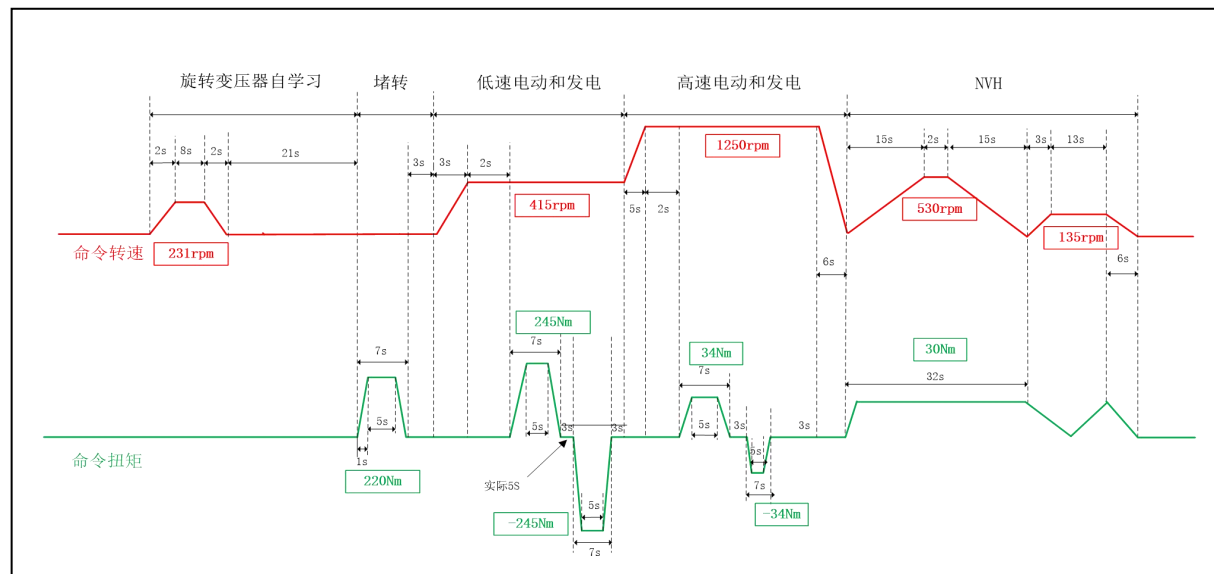 旋转变压器自学习
堵转
低速电动和发电
高速电动和发电
NVH
2s
8s
2s
21s
3s
3s
2s
1250rpm
15s
2s
15s
3s
13s
415rpm
5s
2s
530rpm
135rpm
命令转速
231rpm
6s
6s
245Nm
7s
7s
34Nm
7s
30Nm
32s
5s
5s
3s
3s
5s
3s
3s
命令扭矩
1s
5s
220Nm
实际5S
5s
7s
-34Nm
-245Nm
7s